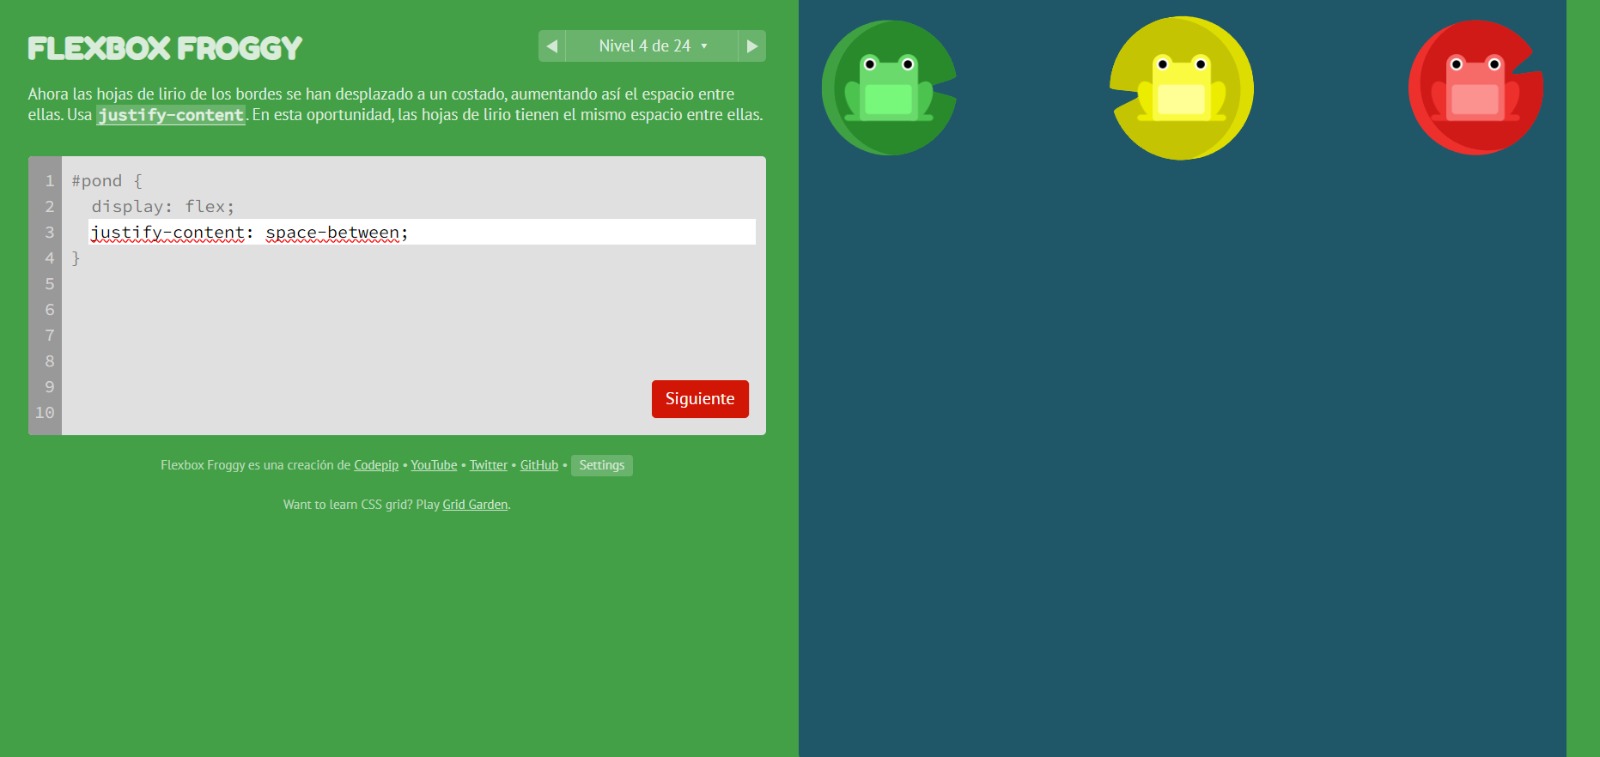 FLEXBOX FROGGY
Nivel 4 de 24
Ahora las hojas de lirio de los bordes se han desplazado a un costado, aumentando así el espacio entre
ellas. Usa justify-content. En esta oportunidad, las hojas de lirio tienen el mismo espacio entre ellas.
1 #pond {
2 display: flex;
3 justify-content: space-between;
4 }
5
6
7
8
9
10
Siguiente
Flexbox Froggy es una creación de Codepip • YouTube • Twitter • GitHub • Settings
Want to learn CSS grid? Play Grid Garden.